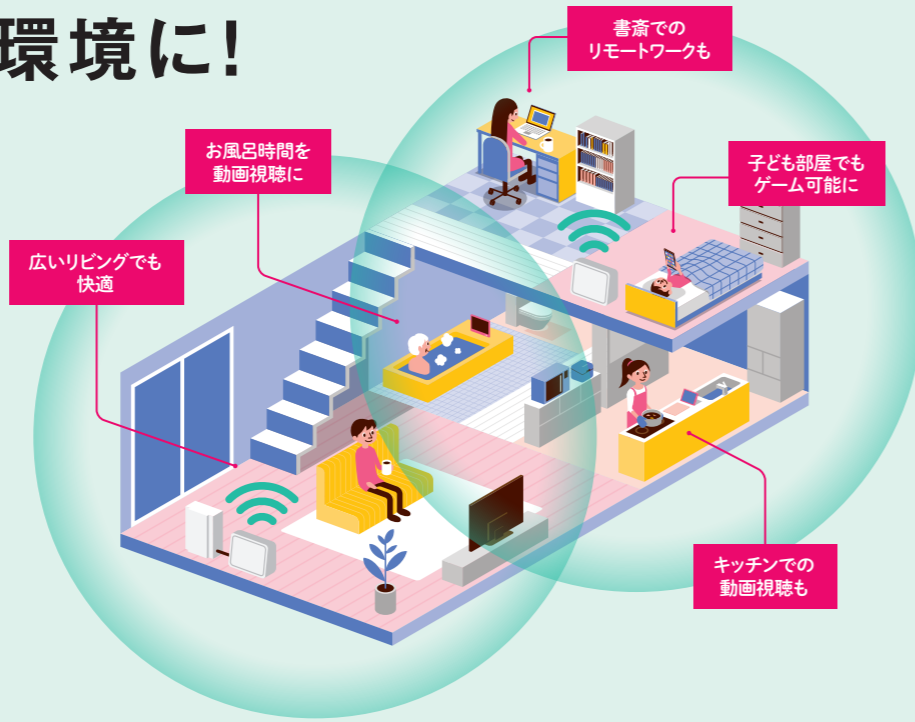 環境に!
書斎での
リモートワークも
お風呂時間を
動画視聴に
子ども部屋でも
ゲーム可能に
広いリビングでも
快適
キッチンでの
動画視聴も